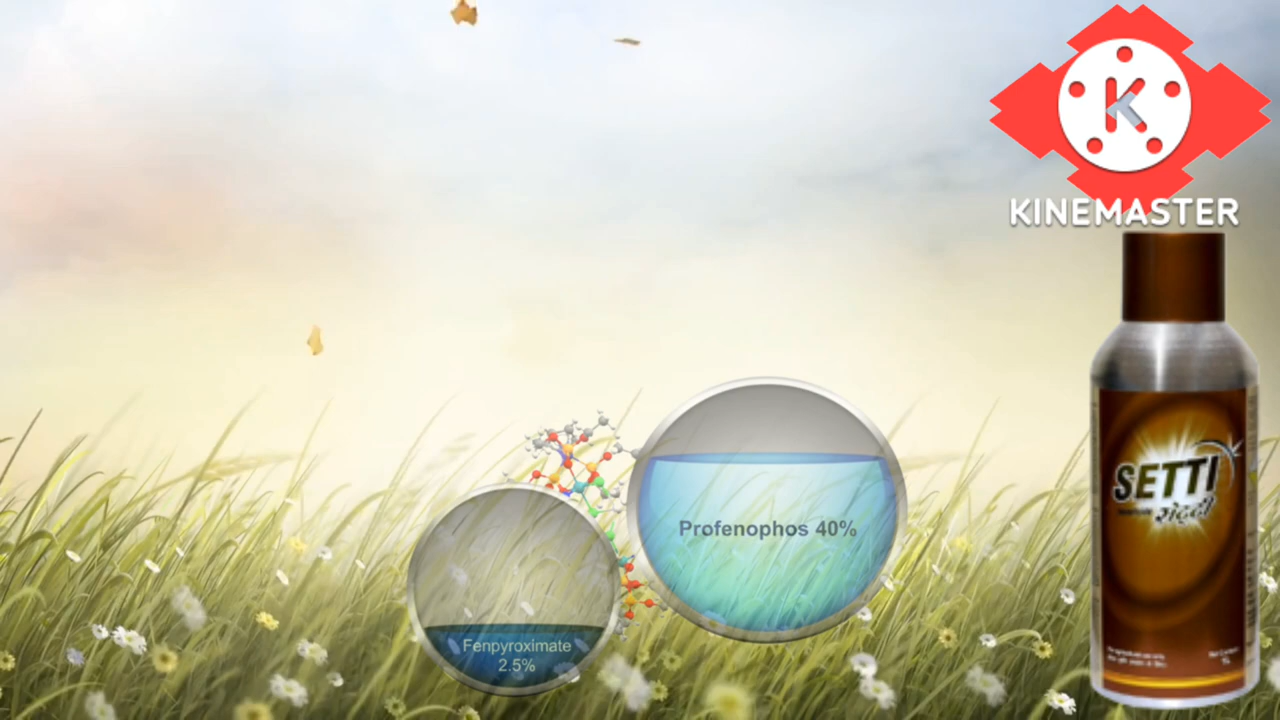 KINEMASTER
Profenophos 40%
Fenpyroximate
2.5%
SETTI
સેટ્ટી